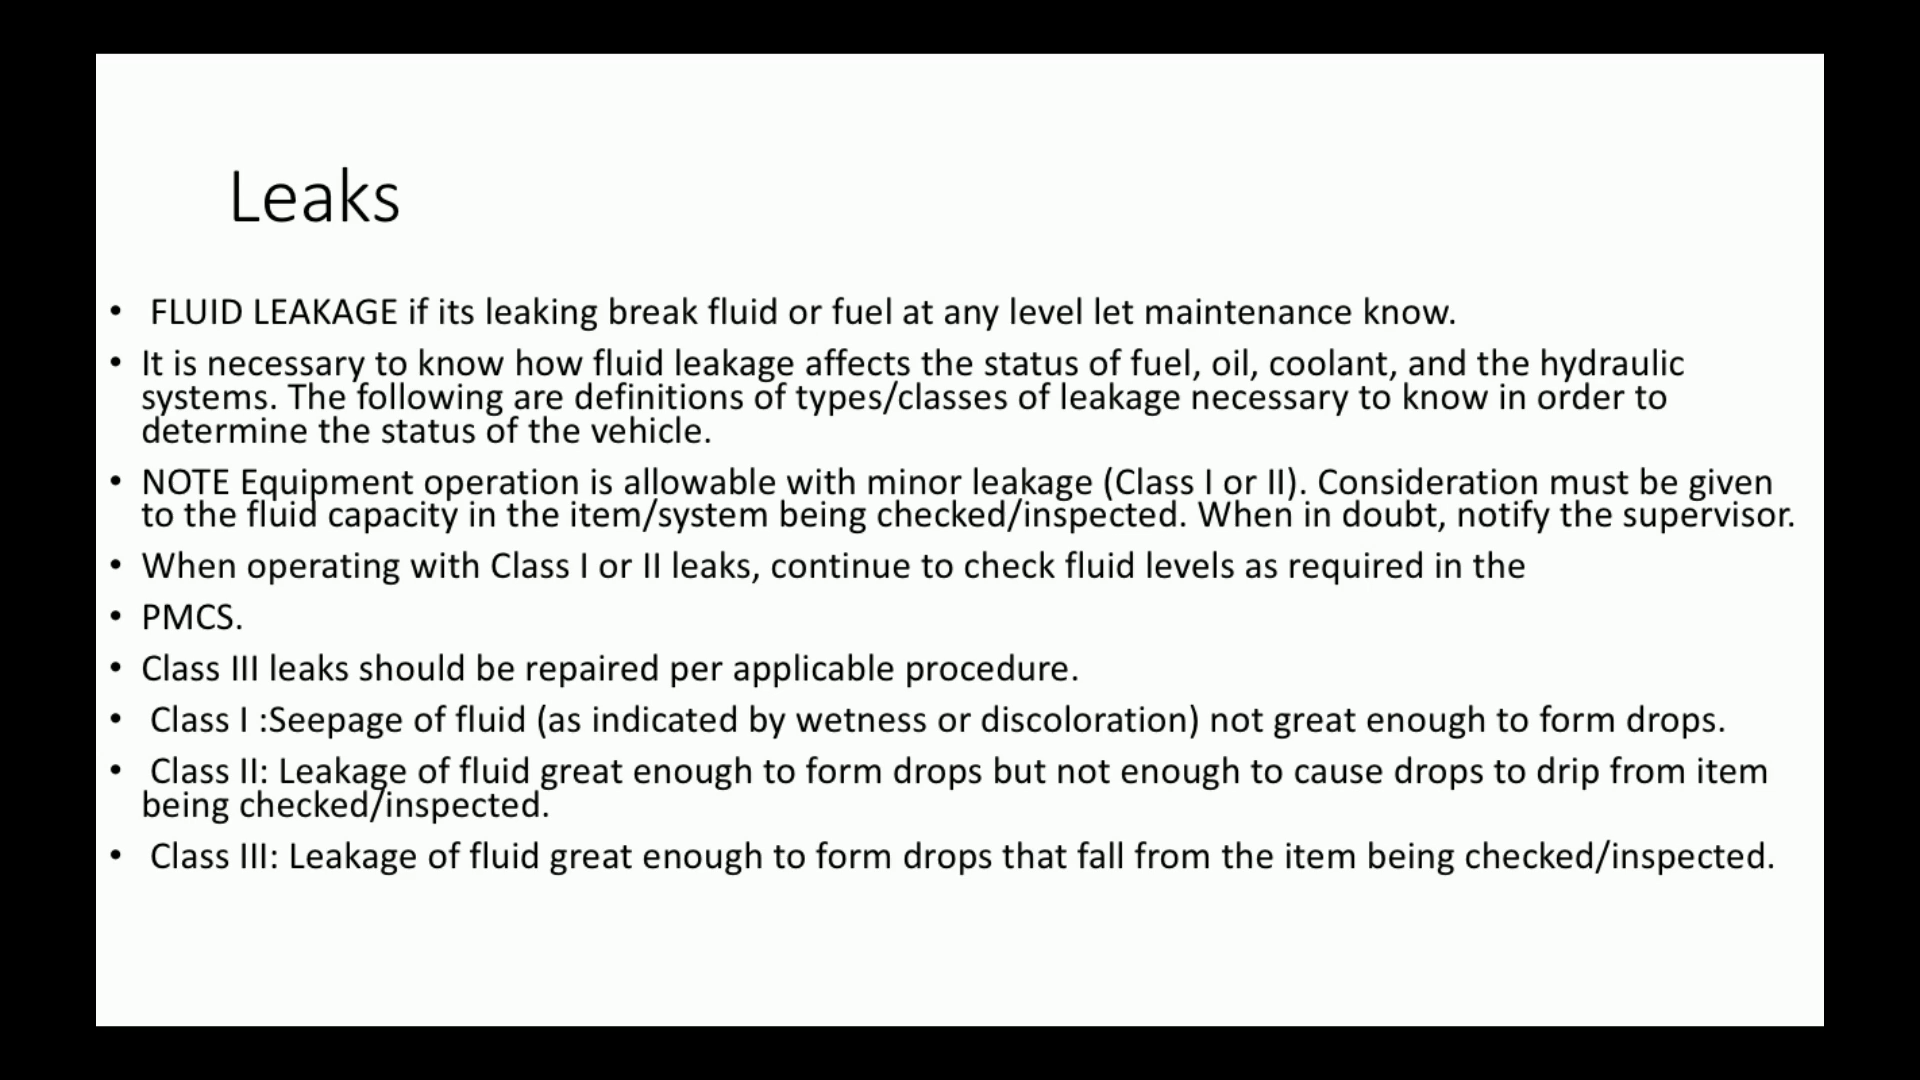 Leaks
• FLUID LEAKAGE if its leaking break fluid or fuel at any level let maintenance know.
• It is necessary to know how fluid leakage affects the status of fuel, oil, coolant, and the hydraulic
systems. The following are definitions of types/classes of leakage necessary to know in order to
determine the status of the vehicle.
• NOTE Equipment operation is allowable with minor leakage (Class I or II). Consideration must be given
to the fluid capacity in the item/system being checked/inspected. When in doubt, notify the supervisor.
• When operating with Class I or II leaks, continue to check fluid levels as required in the
• PMCS.
• Class III leaks should be repaired per applicable procedure.
• Class I :Seepage of fluid (as indicated by wetness or discoloration) not great enough to form drops.
• Class II: Leakage of fluid great enough to form drops but not enough to cause drops to drip from item
being checked/inspected.
• Class III: Leakage of fluid great enough to form drops that fall from the item being checked/inspected.